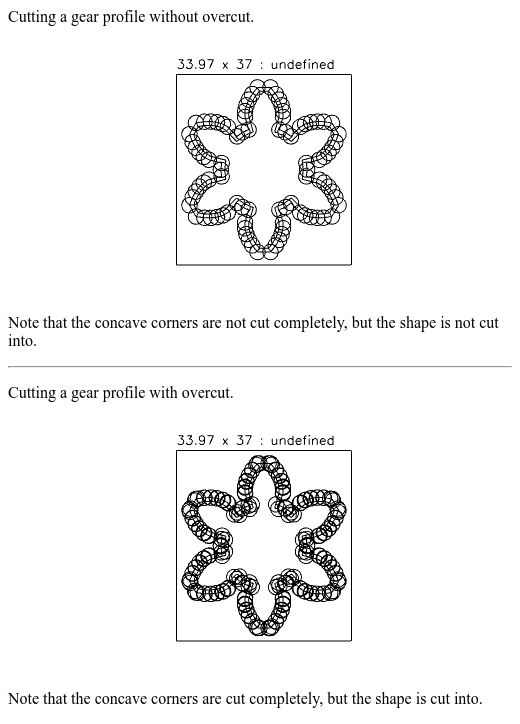 Cutting a gear profile without overcut.
33.97 x 37 : undefined
Note that the concave corners are not cut completely, but the shape is not cut
into.
Cutting a gear profile with overcut.
33.97 x 37 : undefined
Note that the concave corners are cut completely, but the shape is cut into.